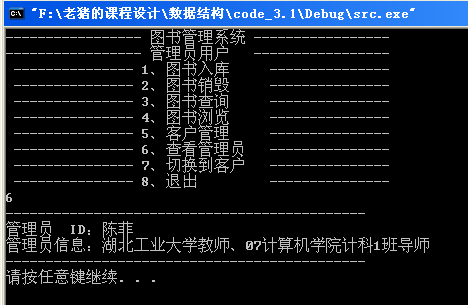 "F:\老猪的课程设计\数据结构\code_3.1\Debug\src.exe"
----------------- 图书管理系统 -----------------
----------------- 管理员用户 -----------------
--------------- 1、图书入库 ---------------
--------------- 2、图书销毁 ---------------
--------------- 3、图书查询 ---------------
--------------- 4、图书浏览 ---------------
--------------- 5、客户管理 ---------------
--------------- 6、查看管理员 ---------------
--------------- 7、切换到客户 ---------------
--------------- 8、退出 ---------------
6
---------------------------------------------
管理员 ID：陈菲
管理员信息：湖北工业大学教师、07计算机学院计科1班导师
---------------------------------------------
请按任意键继续. . .